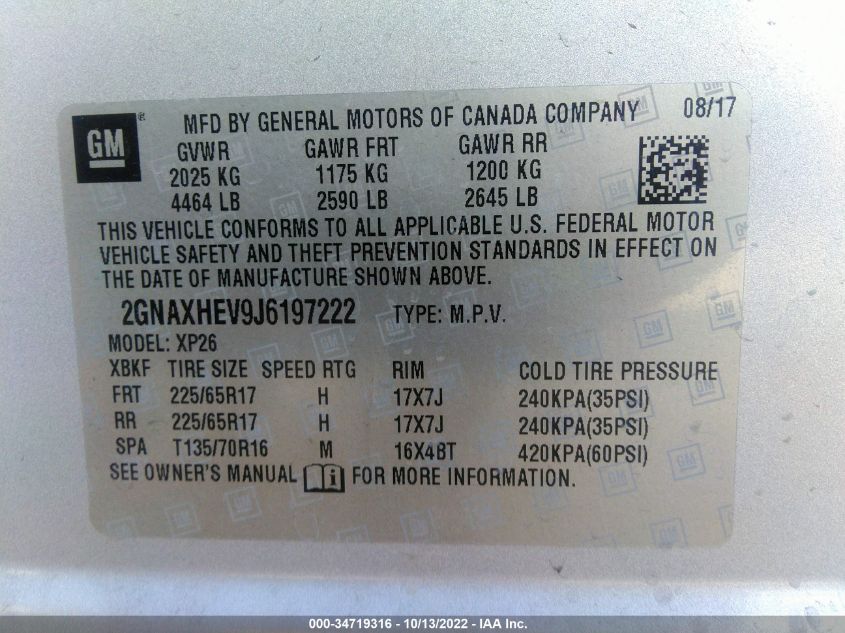 GM ® MFD BY GENERAL MOTORS OF CANADA COMPANY 08/17
GVWR GAWR FRT GAWR RR
2025 KG 1175 KG 1200 KG
4464 LB 2590 LB 2645 LB
THIS VEHICLE CONFORMS TO ALL APPLICABLE U.S. FEDERAL MOTOR
VEHICLE SAFETY AND THEFT PREVENTION STANDARDS IN EFFECT ON
THE DATE OF MANUFACTURE SHOWN ABOVE.
2GNAXHEV9J6197222 TYPE: M.P.V.
MODEL: XP26
XBKF TIRE SIZE SPEED RTG RIM COLD TIRE PRESSURE
FRT 225/65R17 H 17X7J 240KPA(35PSI)
RR 225/65R17 H 17X7J 240KPA(35PSI)
SPA T135/70R16 M 16X4BT 420KPA(60PSI)
SEE OWNER'S MANUAL i FOR MORE INFORMATION.
000-34719316 - 10/13/2022 - IAA Inc.